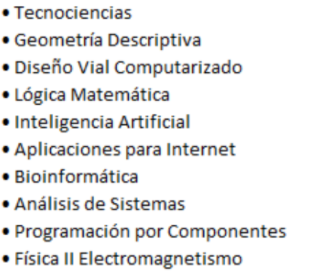 • Tecnociencias
• Geometría Descriptiva
• Diseño Vial Computarizado
• Lógica Matemática
• Inteligencia Artificial
• Aplicaciones para Internet
• Bioinformática
• Análisis de Sistemas
• Programación por Componentes
• Física II Electromagnetismo